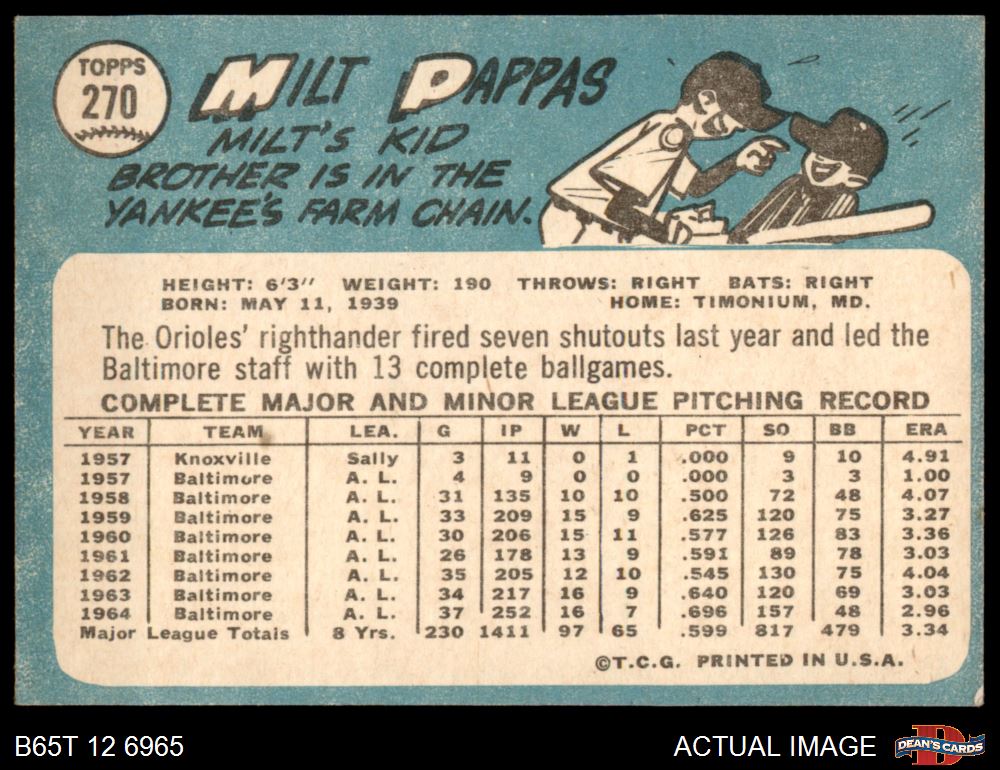 TOPPS
270
MILT PAPPAS
MILT'S KID
BROTHER IS IN THE
YANKEE'S FARM CHAIN.
HEIGHT: 6'3" WEIGHT: 190 THROWS: RIGHT BATS: RIGHT
BORN: MAY 11, 1939 HOME: TIMONIUM, MD.
The Orioles' righthander fired seven shutouts last year and led the
Baltimore staff with 13 complete ballgames.
COMPLETE MAJOR AND MINOR LEAGUE PITCHING RECORD
YEAR TEAM LEA. G IP W L PCT SO BB ERA
1957 Knoxville Sally 3 11 0 1 .000 9 10 4.91
1957 Baltimore A. L. 4 9 0 0 .000 3 3 1.00
1958 Baltimore A. L. 31 135 10 10 .500 72 48 4.07
1959 Baltimore A. L. 33 209 15 9 .625 120 75 3.27
1960 Baltimore A. L. 30 206 15 11 .577 126 83 3.36
1961 Baltimore A. L. 26 178 13 9 .591 89 78 3.03
1962 Baltimore A. L. 35 205 12 10 .545 130 75 4.04
1963 Baltimore A. L. 34 217 16 9 .640 120 69 3.03
1964 Baltimore A. L. 37 252 16 7 .696 157 48 2.96
Major League Totals 8 Yrs. 230 1411 97 65 .599 817 479 3.34
©T.C.G. PRINTED IN U.S.A.
B65T 12 6965 ACTUAL IMAGE DEAN'S CARDS